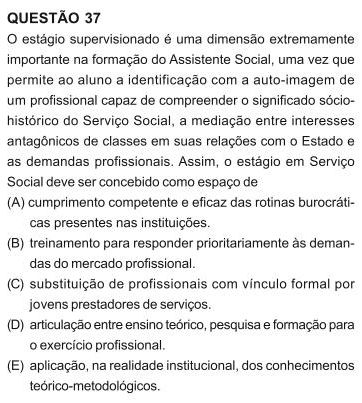 QUESTÃO 37
O estágio supervisionado é uma dimensão extremamente
importante na formação do Assistente Social, uma vez que
permite ao aluno a identificação com a auto-imagem de
um profissional capaz de compreender o significado sócio-
histórico do Serviço Social, a mediação entre interesses
antagônicos de classes em suas relações com o Estado e
as demandas profissionais. Assim, o estágio em Serviço
Social deve ser concebido como espaço de
(A) cumprimento competente e eficaz das rotinas burocráti-
cas presentes nas instituições.
(B) treinamento para responder prioritariamente às deman-
das do mercado profissional.
(C) substituição de profissionais com vínculo formal por
jovens prestadores de serviços.
(D) articulação entre ensino teórico, pesquisa e formação para
o exercício profissional.
(E) aplicação, na realidade institucional, dos conhecimentos
teórico-metodológicos.